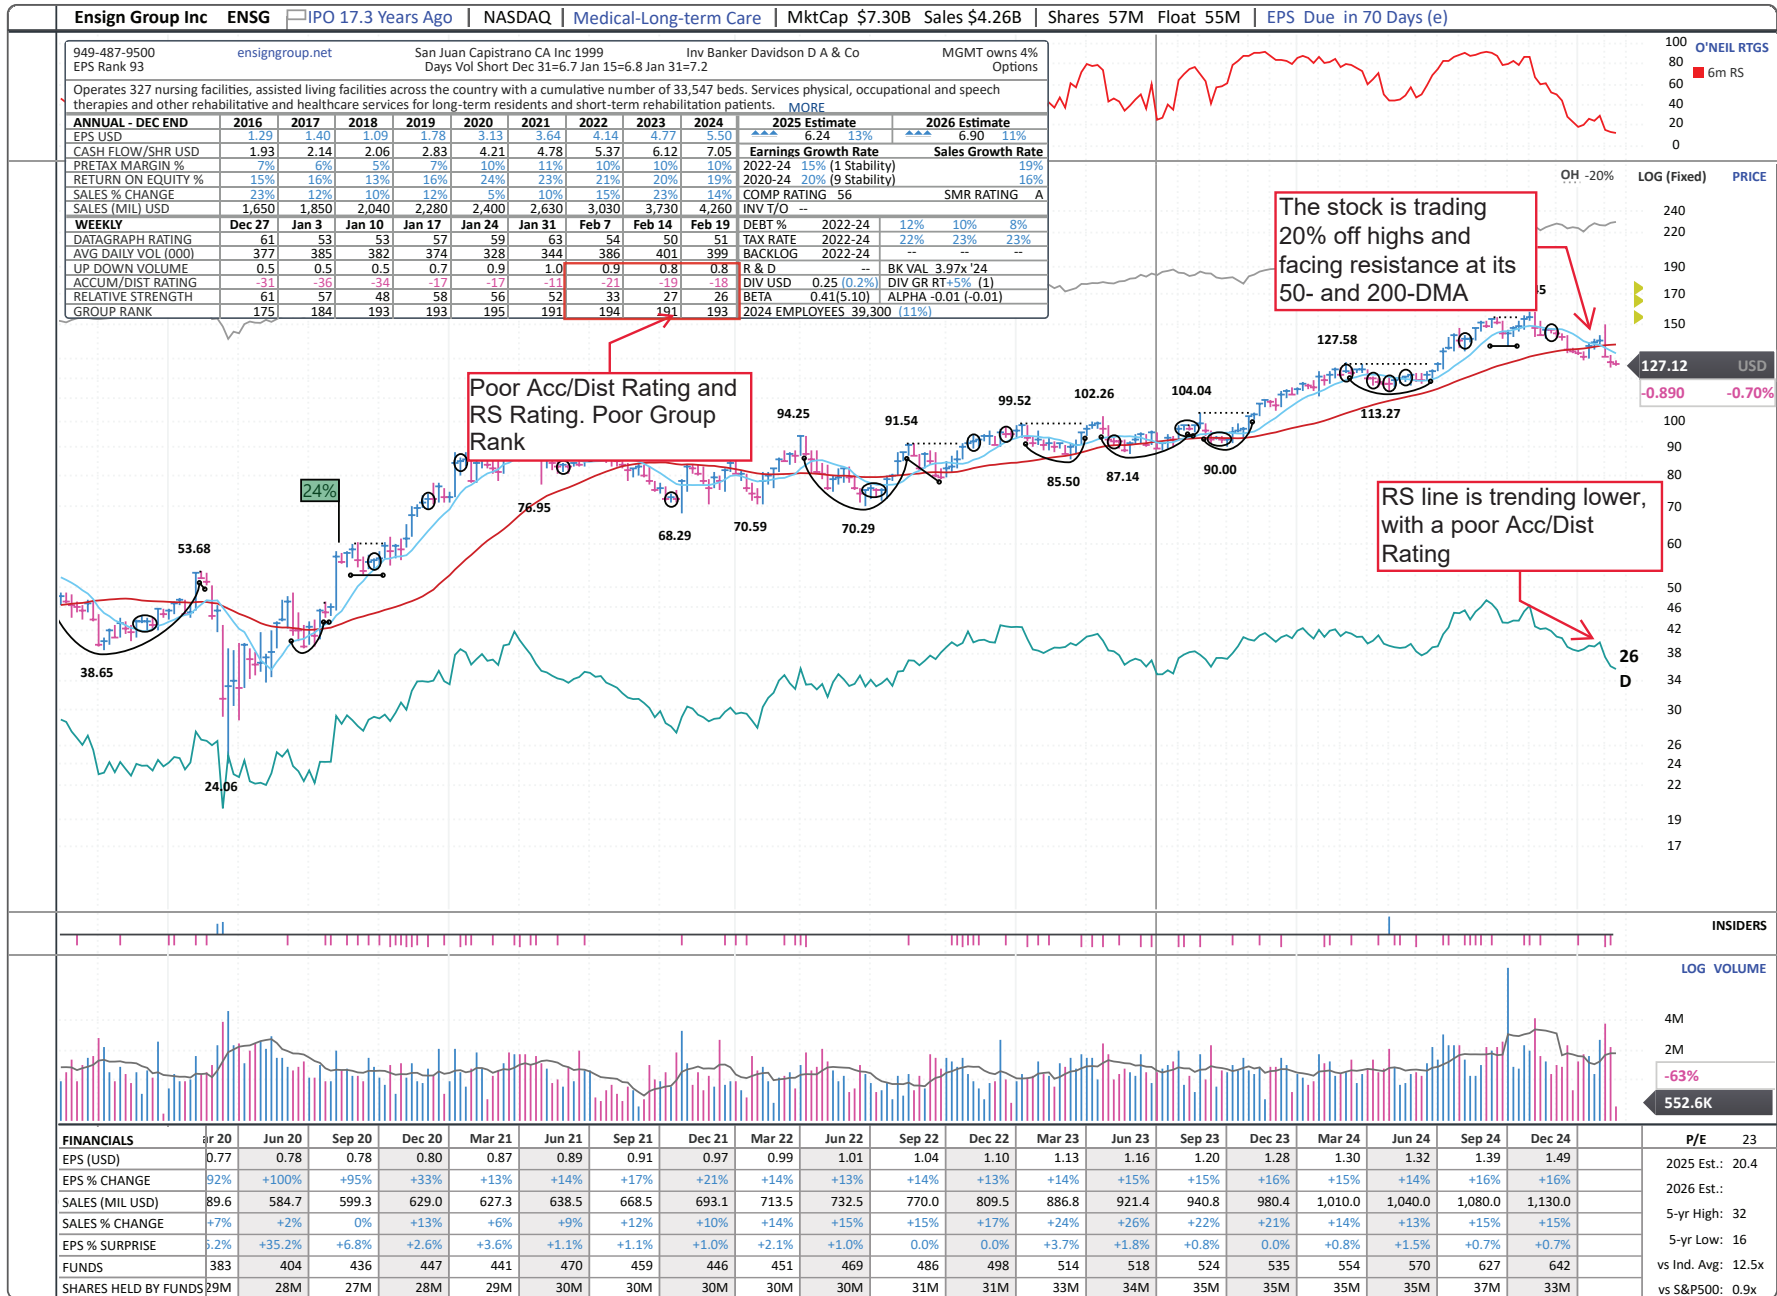 Ensign Group Inc ENSG IPO 17.3 Years Ago NASDAQ Medical-Long-term Care MktCap $7.30B Sales $4.26B Shares 57M Float 55M EPS Due in 70 Days (e)
949-487-9500 ensigngroup.net San Juan Capistrano CA Inc 1999 Inv Banker Davidson D A & Co MGMT owns 4%
EPS Rank 93 Days Vol Short Dec 31=6.7 Jan 15=6.8 Jan 31=7.2 Options
Operates 327 nursing facilities, assisted living facilities across the country with a cumulative number of 33,547 beds. Services physical, occupational and speech
therapies and other rehabilitative and healthcare services for long-term residents and short-term rehabilitation patients. MORE
ANNUAL - DEC END 2016 2017 2018 2019 2020 2021 2022 2023 2024 2025 Estimate 2026 Estimate
EPS USD 1.29 1.40 1.09 1.78 3.13 3.64 4.14 4.77 5.50 6.24 13% 6.90 11%
CASH FLOW/SHR USD 1.93 2.14 2.06 2.83 4.21 4.78 5.37 6.12 7.05 Earnings Growth Rate Sales Growth Rate
PRETAX MARGIN % 7% 6% 5% 7% 10% 11% 10% 10% 10% 2022-24 15% (1 Stability) 19%
RETURN ON EQUITY % 15% 16% 13% 16% 24% 23% 21% 20% 19% 2020-24 20% (9 Stability) 16%
SALES % CHANGE 23% 12% 10% 12% 5% 10% 15% 23% 14% COMP RATING 56 SMR RATING A
SALES (MIL) USD 1,650 1,850 2,040 2,280 2,400 2,630 3,030 3,730 4,260 INV T/O --
WEEKLY Dec 27 Jan 3 Jan 10 Jan 17 Jan 24 Jan 31 Feb 7 Feb 14 Feb 19 DEBT % 2022-24 12% 10% 8%
DATAGRAPH RATING 61 53 53 57 59 63 54 50 51 TAX RATE 2022-24 22% 23% 23%
AVG DAILY VOL (000) 377 385 382 374 328 344 386 401 399 BACKLOG 2022-24 -- -- --
UP DOWN VOLUME 0.5 0.5 0.5 0.7 0.9 1.0 0.9 0.8 0.8 R & D -- BK VAL 3.97x '24
ACCUM/DIST RATING -31 -36 -34 -17 -17 -11 -21 -19 -18 DIV USD 0.25 (0.2%) DIV GR RT +5% (1)
RELATIVE STRENGTH 61 57 48 58 56 52 33 27 26 BETA 0.41(5.10) ALPHA -0.01 (-0.01)
GROUP RANK 175 184 193 193 195 191 194 191 193 2024 EMPLOYEES 39,300 (11%)
O'NEIL RTGS
6m RS
100
80
60
40
20
0
OH -20% LOG (Fixed) PRICE
The stock is trading
20% off highs and
facing resistance at its
50- and 200-DMA
Poor Acc/Dist Rating and
RS Rating. Poor Group
Rank
RS line is trending lower,
with a poor Acc/Dist
Rating
240
220
190
170
150
127.12 USD
-0.890 -0.70%
100
90
80
70
60
50
46
42
38
34
30
26
24
22
19
17
127.58
113.27
104.04
102.26
99.52
94.25
91.54
90.00
87.14
85.50
76.95
70.59
70.29
68.29
24%
53.68
38.65
24.06
26
D
INSIDERS
LOG VOLUME
4M
2M
-63%
552.6K
FINANCIALS ar 20 Jun 20 Sep 20 Dec 20 Mar 21 Jun 21 Sep 21 Dec 21 Mar 22 Jun 22 Sep 22 Dec 22 Mar 23 Jun 23 Sep 23 Dec 23 Mar 24 Jun 24 Sep 24 Dec 24 P/E 23
EPS (USD) 0.77 0.78 0.78 0.80 0.87 0.89 0.91 0.97 0.99 1.01 1.04 1.10 1.13 1.16 1.20 1.28 1.30 1.32 1.39 1.49 2025 Est.: 20.4
EPS % CHANGE 92% +100% +95% +33% +13% +14% +17% +21% +14% +13% +14% +13% +14% +15% +15% +16% +15% +14% +16% +16% 2026 Est.:
SALES (MIL USD) 89.6 584.7 599.3 629.0 627.3 638.5 668.5 693.1 713.5 732.5 770.0 809.5 886.8 921.4 940.8 980.4 1,010.0 1,040.0 1,080.0 1,130.0 5-yr High: 32
SALES % CHANGE +7% +2% 0% +13% +6% +9% +12% +10% +14% +15% +15% +17% +24% +26% +22% +21% +14% +13% +15% +15% 5-yr Low: 16
EPS % SURPRISE 5.2% +35.2% +6.8% +2.6% +3.6% +1.1% +1.1% +1.0% +2.1% +1.0% 0.0% 0.0% +3.7% +1.8% +0.8% 0.0% +0.8% +1.5% +0.7% +0.7%
FUNDS 383 404 436 447 441 470 459 446 451 469 486 498 514 518 524 535 554 570 627 642 vs Ind. Avg: 12.5x
SHARES HELD BY FUNDS 29M 28M 27M 28M 29M 30M 30M 30M 30M 30M 31M 31M 33M 34M 35M 35M 35M 35M 37M 33M vs S&P500: 0.9x